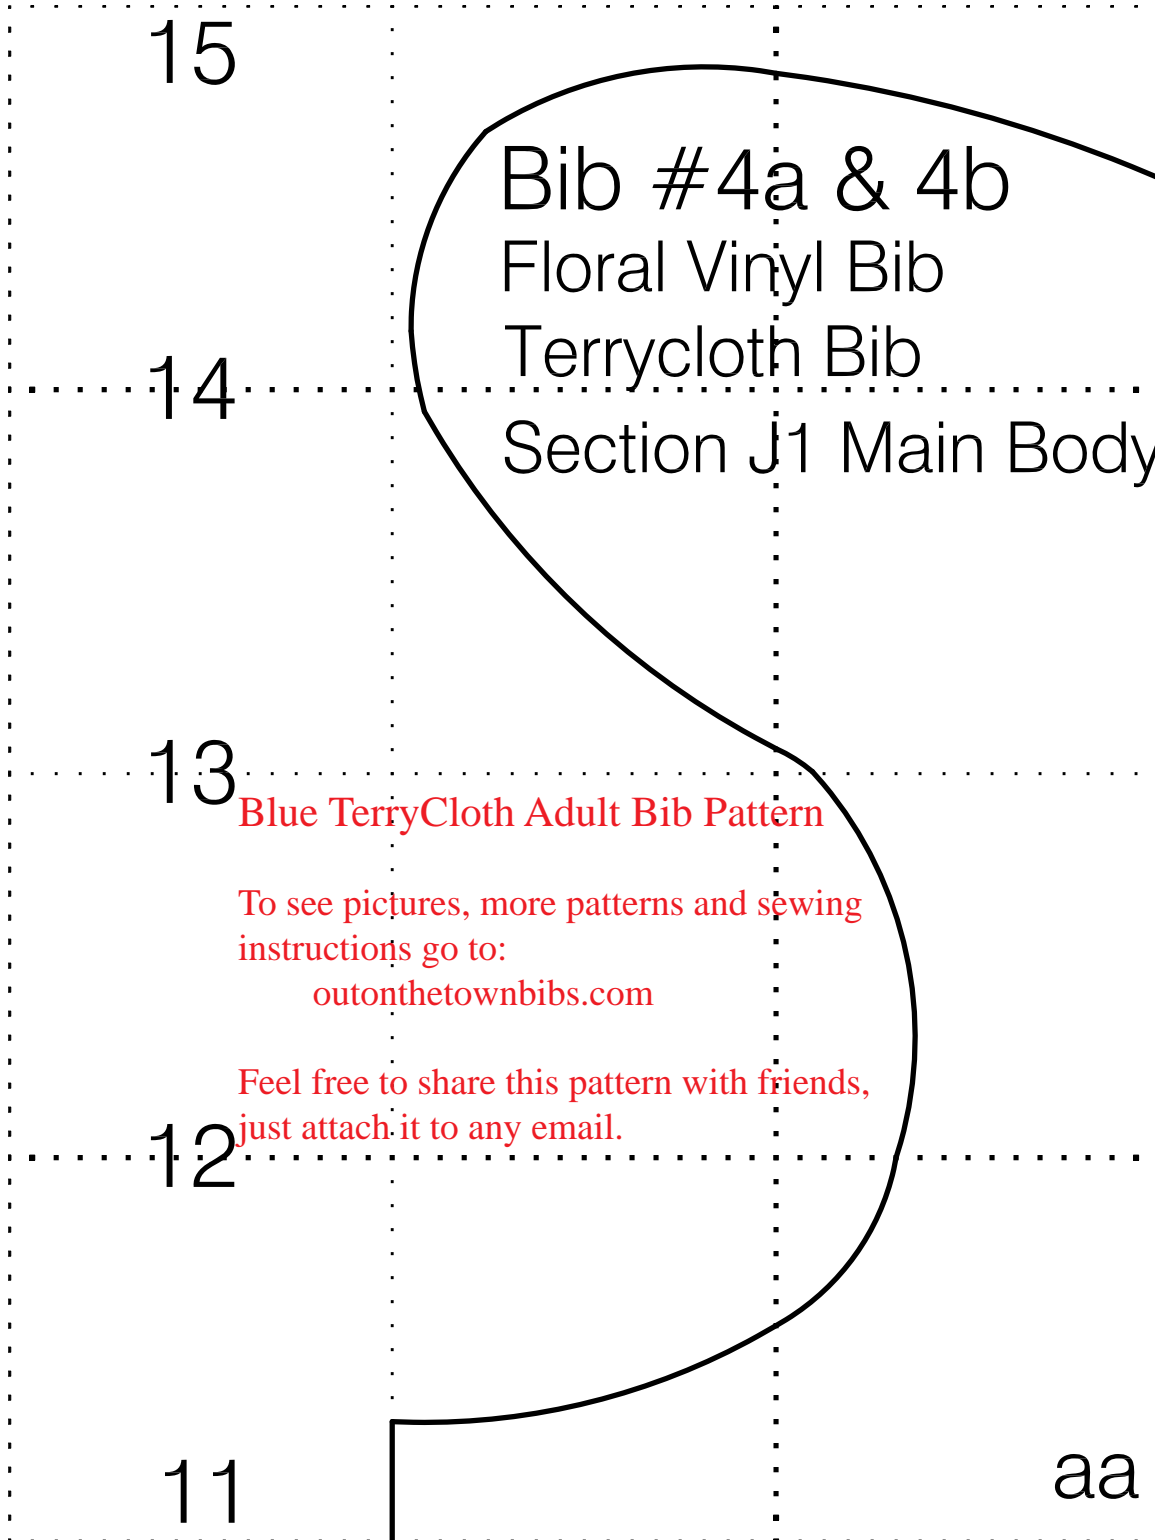 15
Bib #4a & 4b
Floral Vinyl Bib
Terrycloth Bib
14
Section J1 Main Body
13
Blue TerryCloth Adult Bib Pattern
To see pictures, more patterns and sewing
instructions go to:
outonthetownbibs.com
Feel free to share this pattern with friends,
just attach it to any email.
12
11
aa